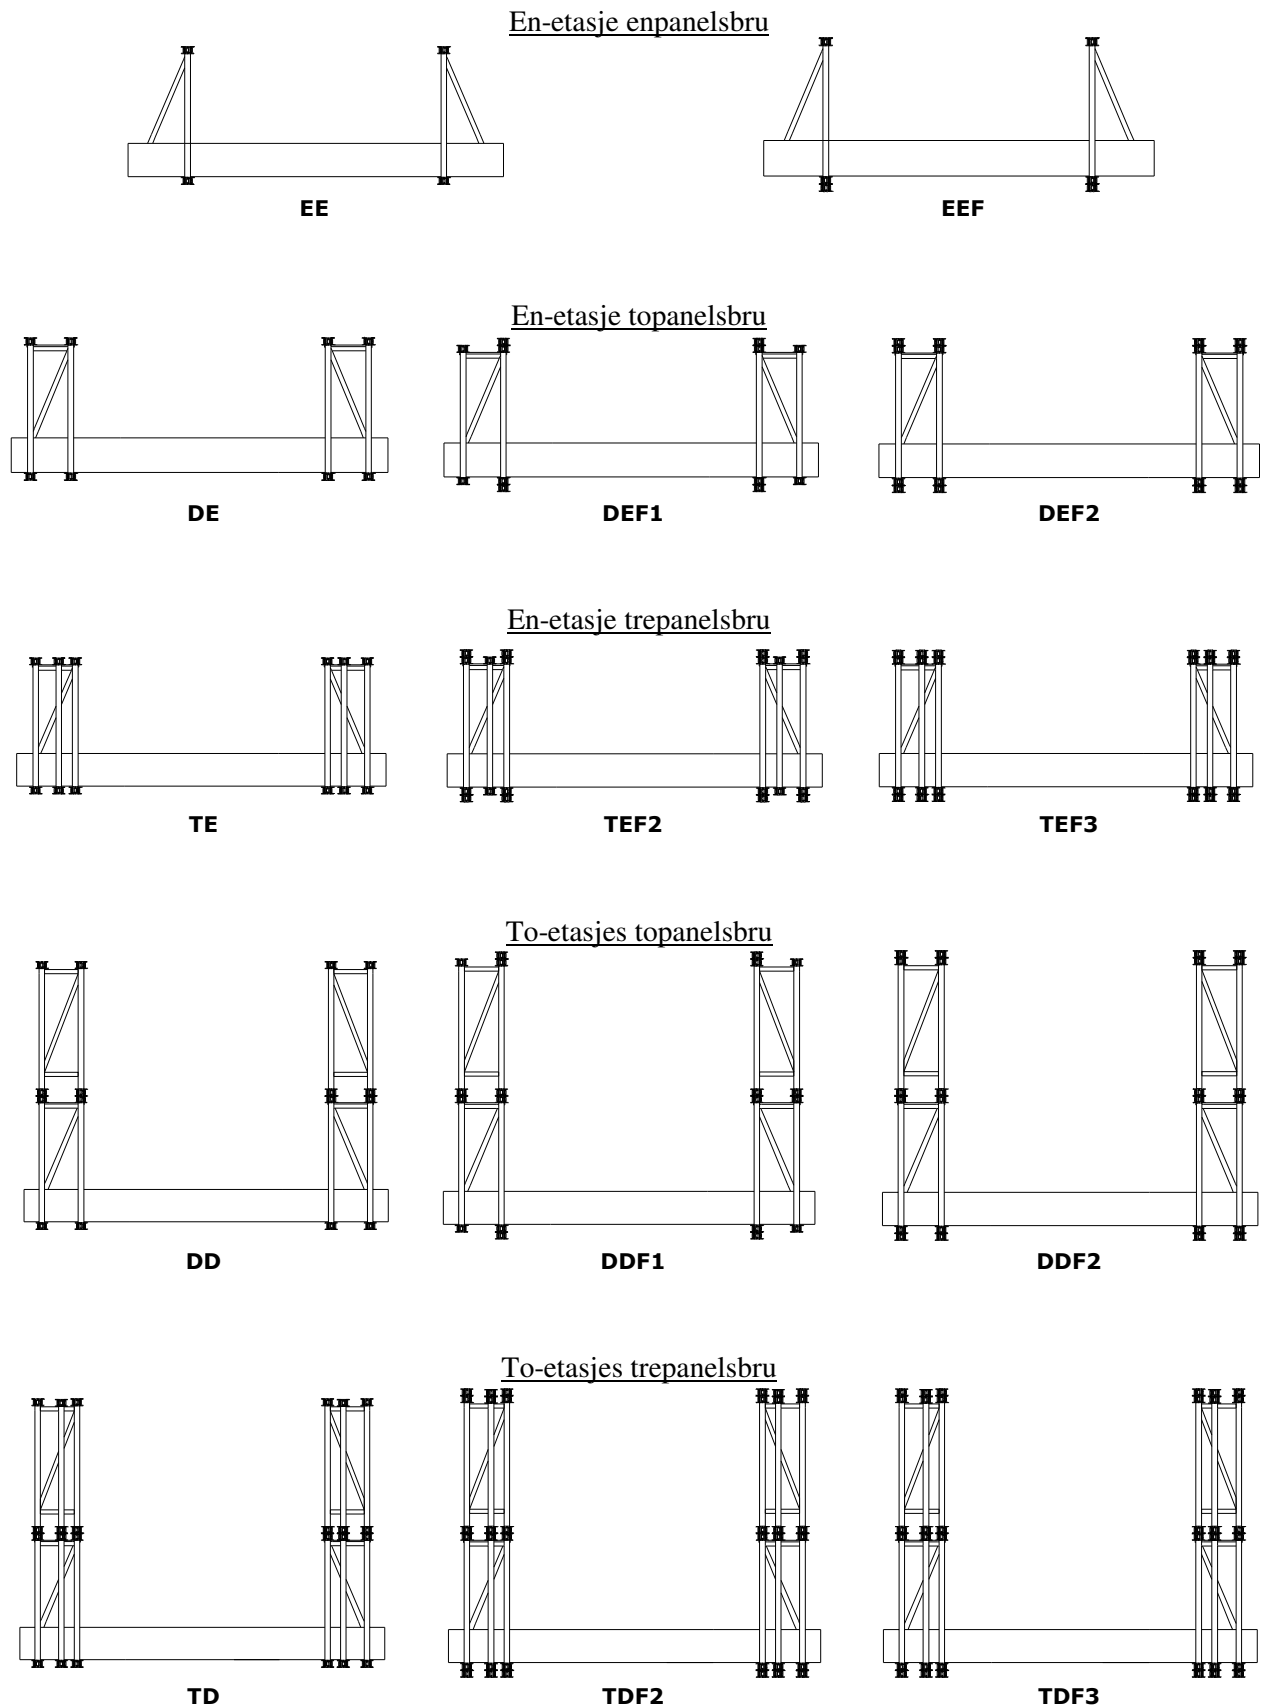 En-etasje enpanelsbru
EE
EEF
En-etasje topanelsbru
DE
DEF1
DEF2
En-etasje trepanelsbru
TE
TEF2
TEF3
To-etasjes topanelsbru
DD
DDF1
DDF2
To-etasjes trepanelsbru
TD
TDF2
TDF3